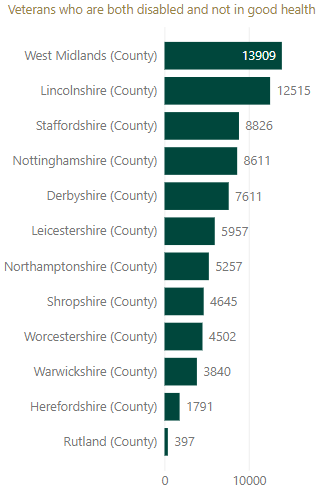 Veterans who are both disabled and not in good health
West Midlands (County) 13909
Lincolnshire (County) 12515
Staffordshire (County) 8826
Nottinghamshire (County) 8611
Derbyshire (County) 7611
Leicestershire (County) 5957
Northamptonshire (County) 5257
Shropshire (County) 4645
Worcestershire (County) 4502
Warwickshire (County) 3840
Herefordshire (County) 1791
Rutland (County) 397
0 10000